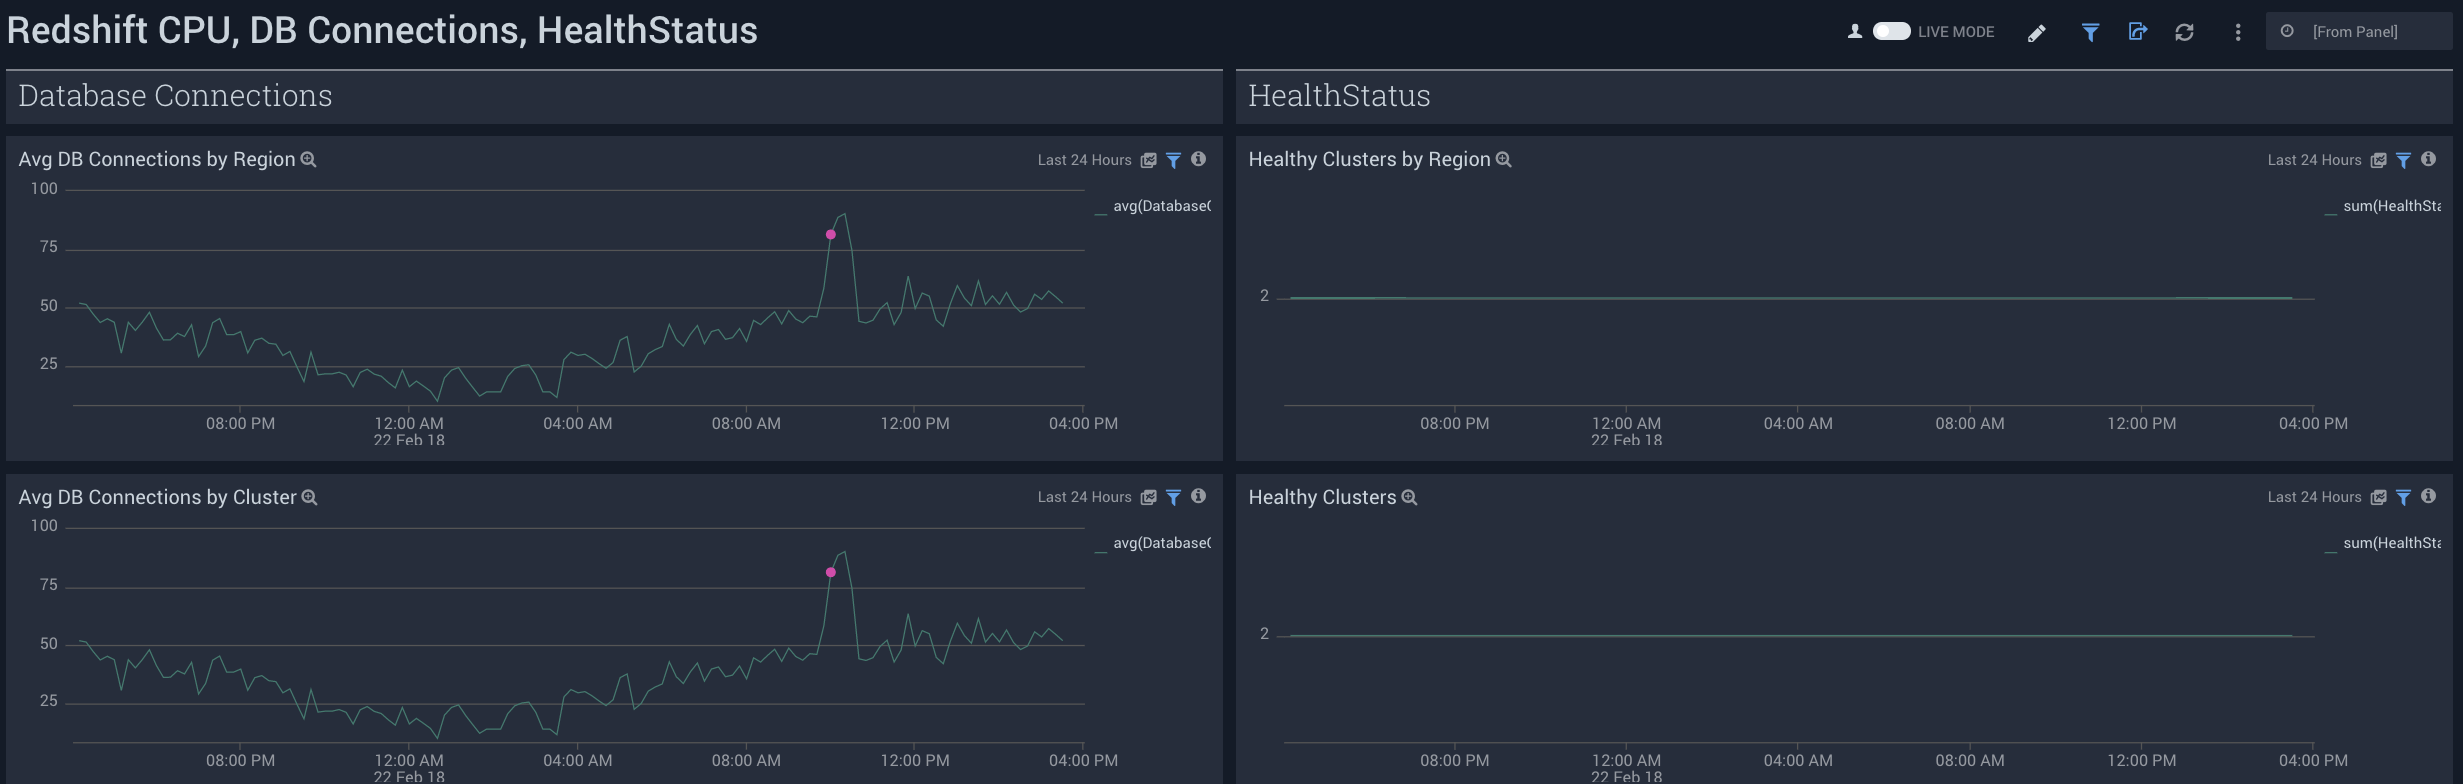 Redshift CPU, DB Connections, HealthStatus
LIVE MODE
[From Panel]
Database Connections
HealthStatus
Avg DB Connections by Region
Last 24 Hours
100
75
50
25
avg(Database
08:00 PM 12:00 AM 04:00 AM 08:00 AM 12:00 PM 04:00 PM
22 Feb 18
Healthy Clusters by Region
Last 24 Hours
2
sum(HealthSta
08:00 PM 12:00 AM 04:00 AM 08:00 AM 12:00 PM 04:00 PM
22 Feb 18
Avg DB Connections by Cluster
Last 24 Hours
100
75
50
25
avg(Database
08:00 PM 12:00 AM 04:00 AM 08:00 AM 12:00 PM 04:00 PM
22 Feb 18
Healthy Clusters
Last 24 Hours
2
sum(HealthSta
08:00 PM 12:00 AM 04:00 AM 08:00 AM 12:00 PM 04:00 PM
22 Feb 18